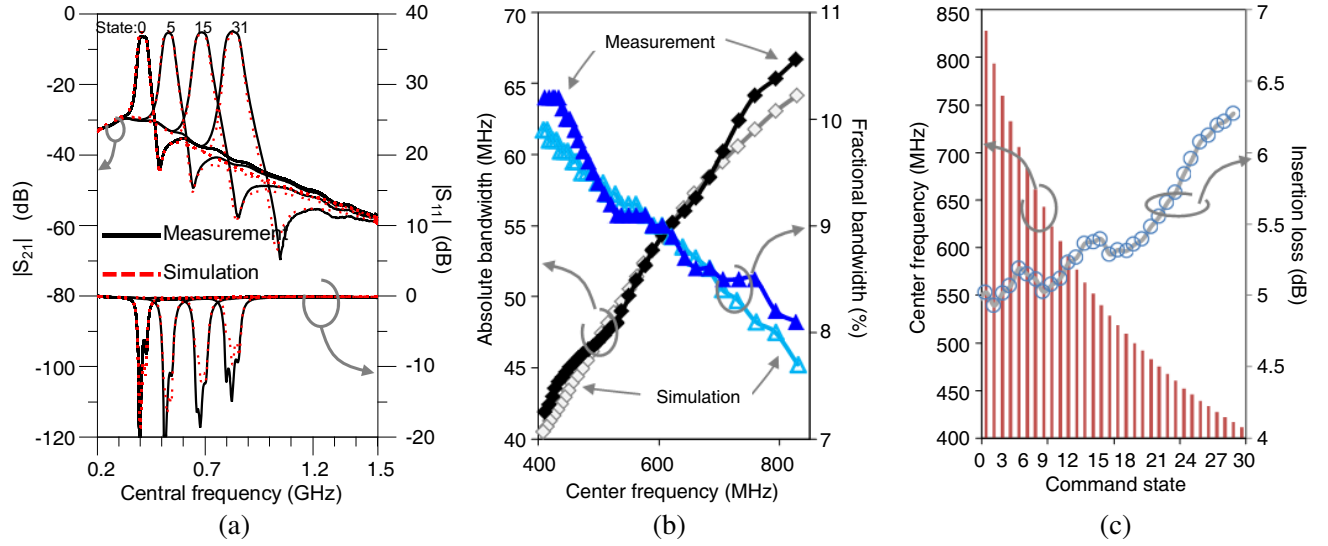 State:0 5 15 31
0
-20
-40
-60
-80
-100
-120
40
30
20
10
0
-10
-20
0.2 0.7 1.2 1.5
|S21| (dB)
|S11| (dB)
Measurement
Simulation
Central frequency (GHz)
(a)
70
65
60
55
50
45
40
11
10
9
8
7
400 600 800
Absolute bandwidth (MHz)
Fractional bandwidth (%)
Measurement
Simulation
Center frequency (MHz)
(b)
850
800
750
700
650
600
550
500
450
400
7
6.5
6
5.5
5
4.5
4
0 3 6 9 12 15 18 21 24 27 30
Center frequency (MHz)
Insertion loss (dB)
Command state
(c)